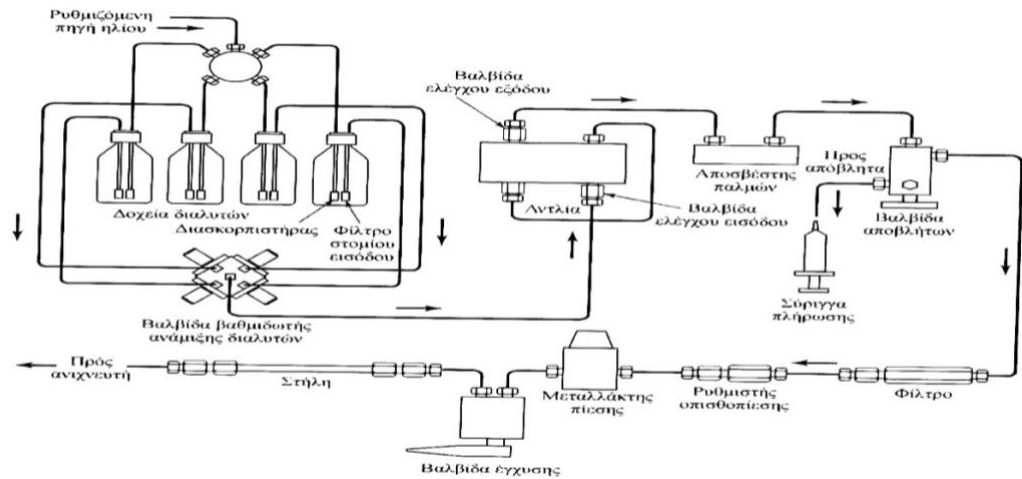 Ρυθμιζόμενη
πηγή ηλίου
Βαλβίδα
ελέγχου εξόδου
Προς
απόβλητα
Αποσβέστης
παλμών
Αντλία
Βαλβίδα
ελέγχου εισόδου
Βαλβίδα
αποβλήτων
Δοχεία διαλυτών
Διασκορπιστήρας
Φίλτρο
στομίου
εισόδου
Σύριγγα
πλήρωσης
Βαλβίδα βαθμιδωτής
ανάμιξης διαλυτών
Πρός
ανιχνευτή
Στήλη
Μεταλλάκτης
πίεσης
Ρυθμιστής
οπισθοπίεσης
Φίλτρο
Βαλβίδα έγχυσης